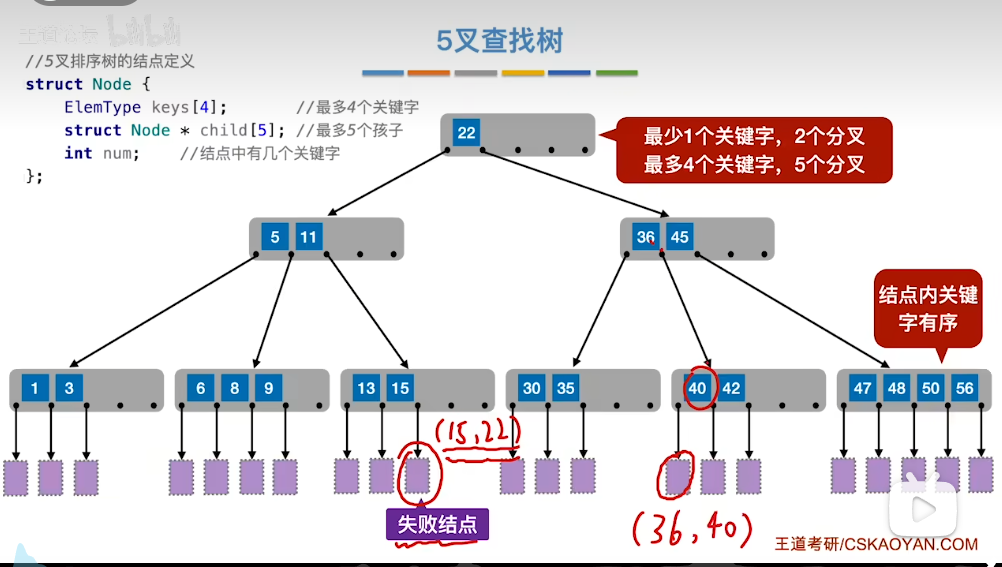 王道论坛 bilibili
5叉查找树
//5叉排序树的结点定义
struct Node {
ElemType keys[4]; //最多4个关键字
struct Node * child[5]; //最多5个孩子
int num; //结点中有几个关键字
};
22
最少1个关键字，2个分叉
最多4个关键字，5个分叉
5 11
36 45
结点内关键
字有序
1 3
6 8 9
13 15
30 35
40 42
47 48 50 56
(15,22)
失败结点
(36,40)
王道考研/CSKAOYAN.COM